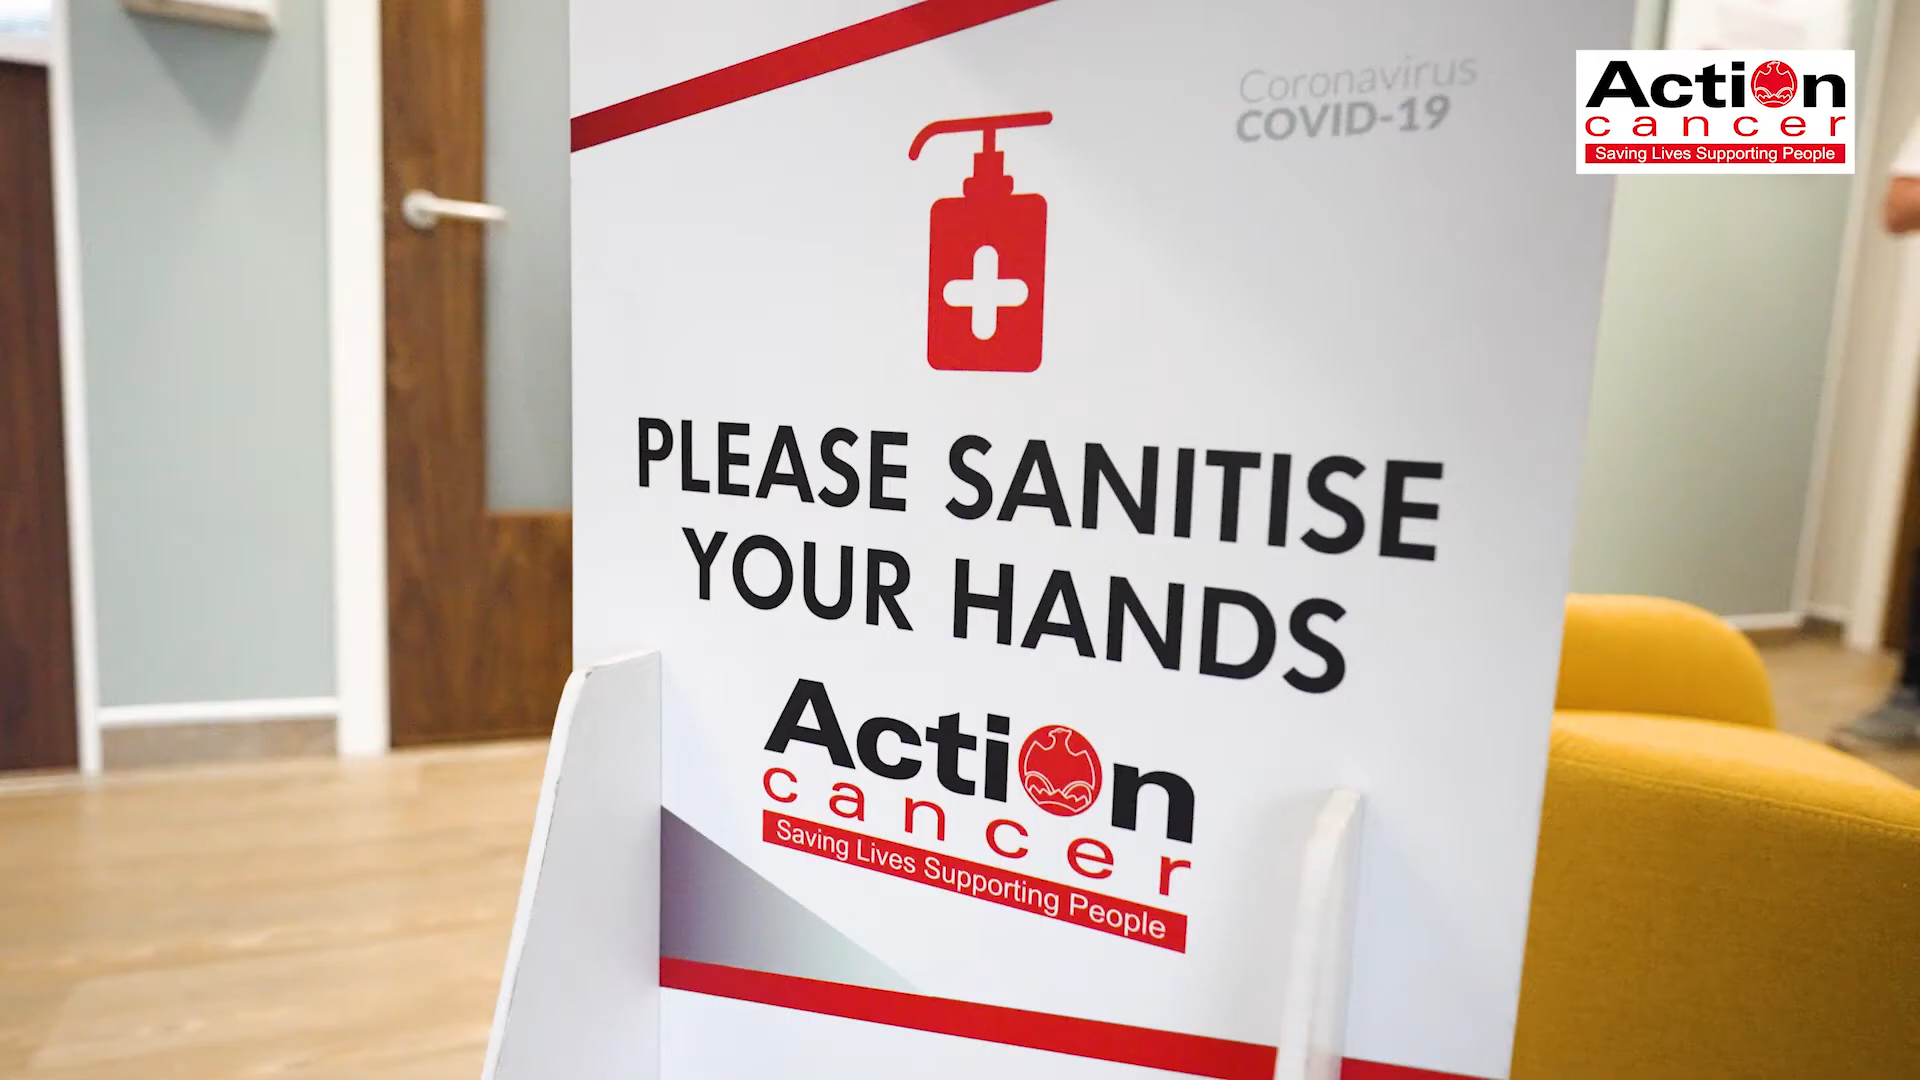 Coronavirus
COVID-19
PLEASE SANITISE
YOUR HANDS
Action
cancer
Saving Lives Supporting People
Action
cancer
Saving Lives Supporting People